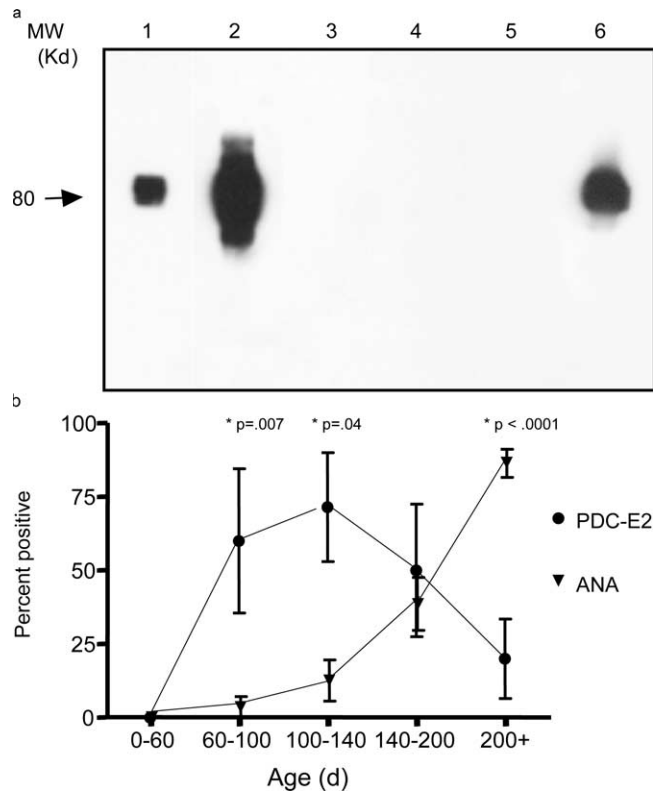 a
MW 1 2 3 4 5 6
(Kd)
80
b
100 * p=.007 * p=.04 * p < .0001
75
50
25
0
Percent positive
PDC-E2
ANA
0-60 60-100 100-140 140-200 200+
Age (d)